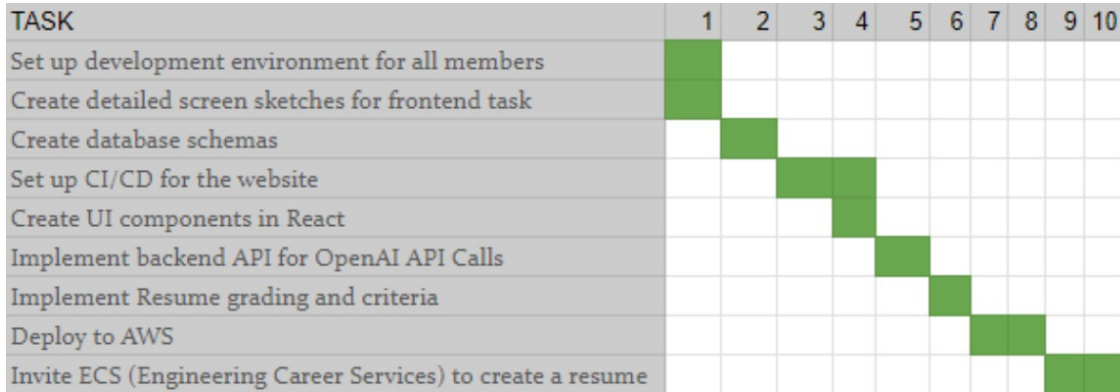 TASK 1 2 3 4 5 6 7 8 9 10
Set up development environment for all members
Create detailed screen sketches for frontend task
Create database schemas
Set up CI/CD for the website
Create UI components in React
Implement backend API for OpenAI API Calls
Implement Resume grading and criteria
Deploy to AWS
Invite ECS (Engineering Career Services) to create a resume